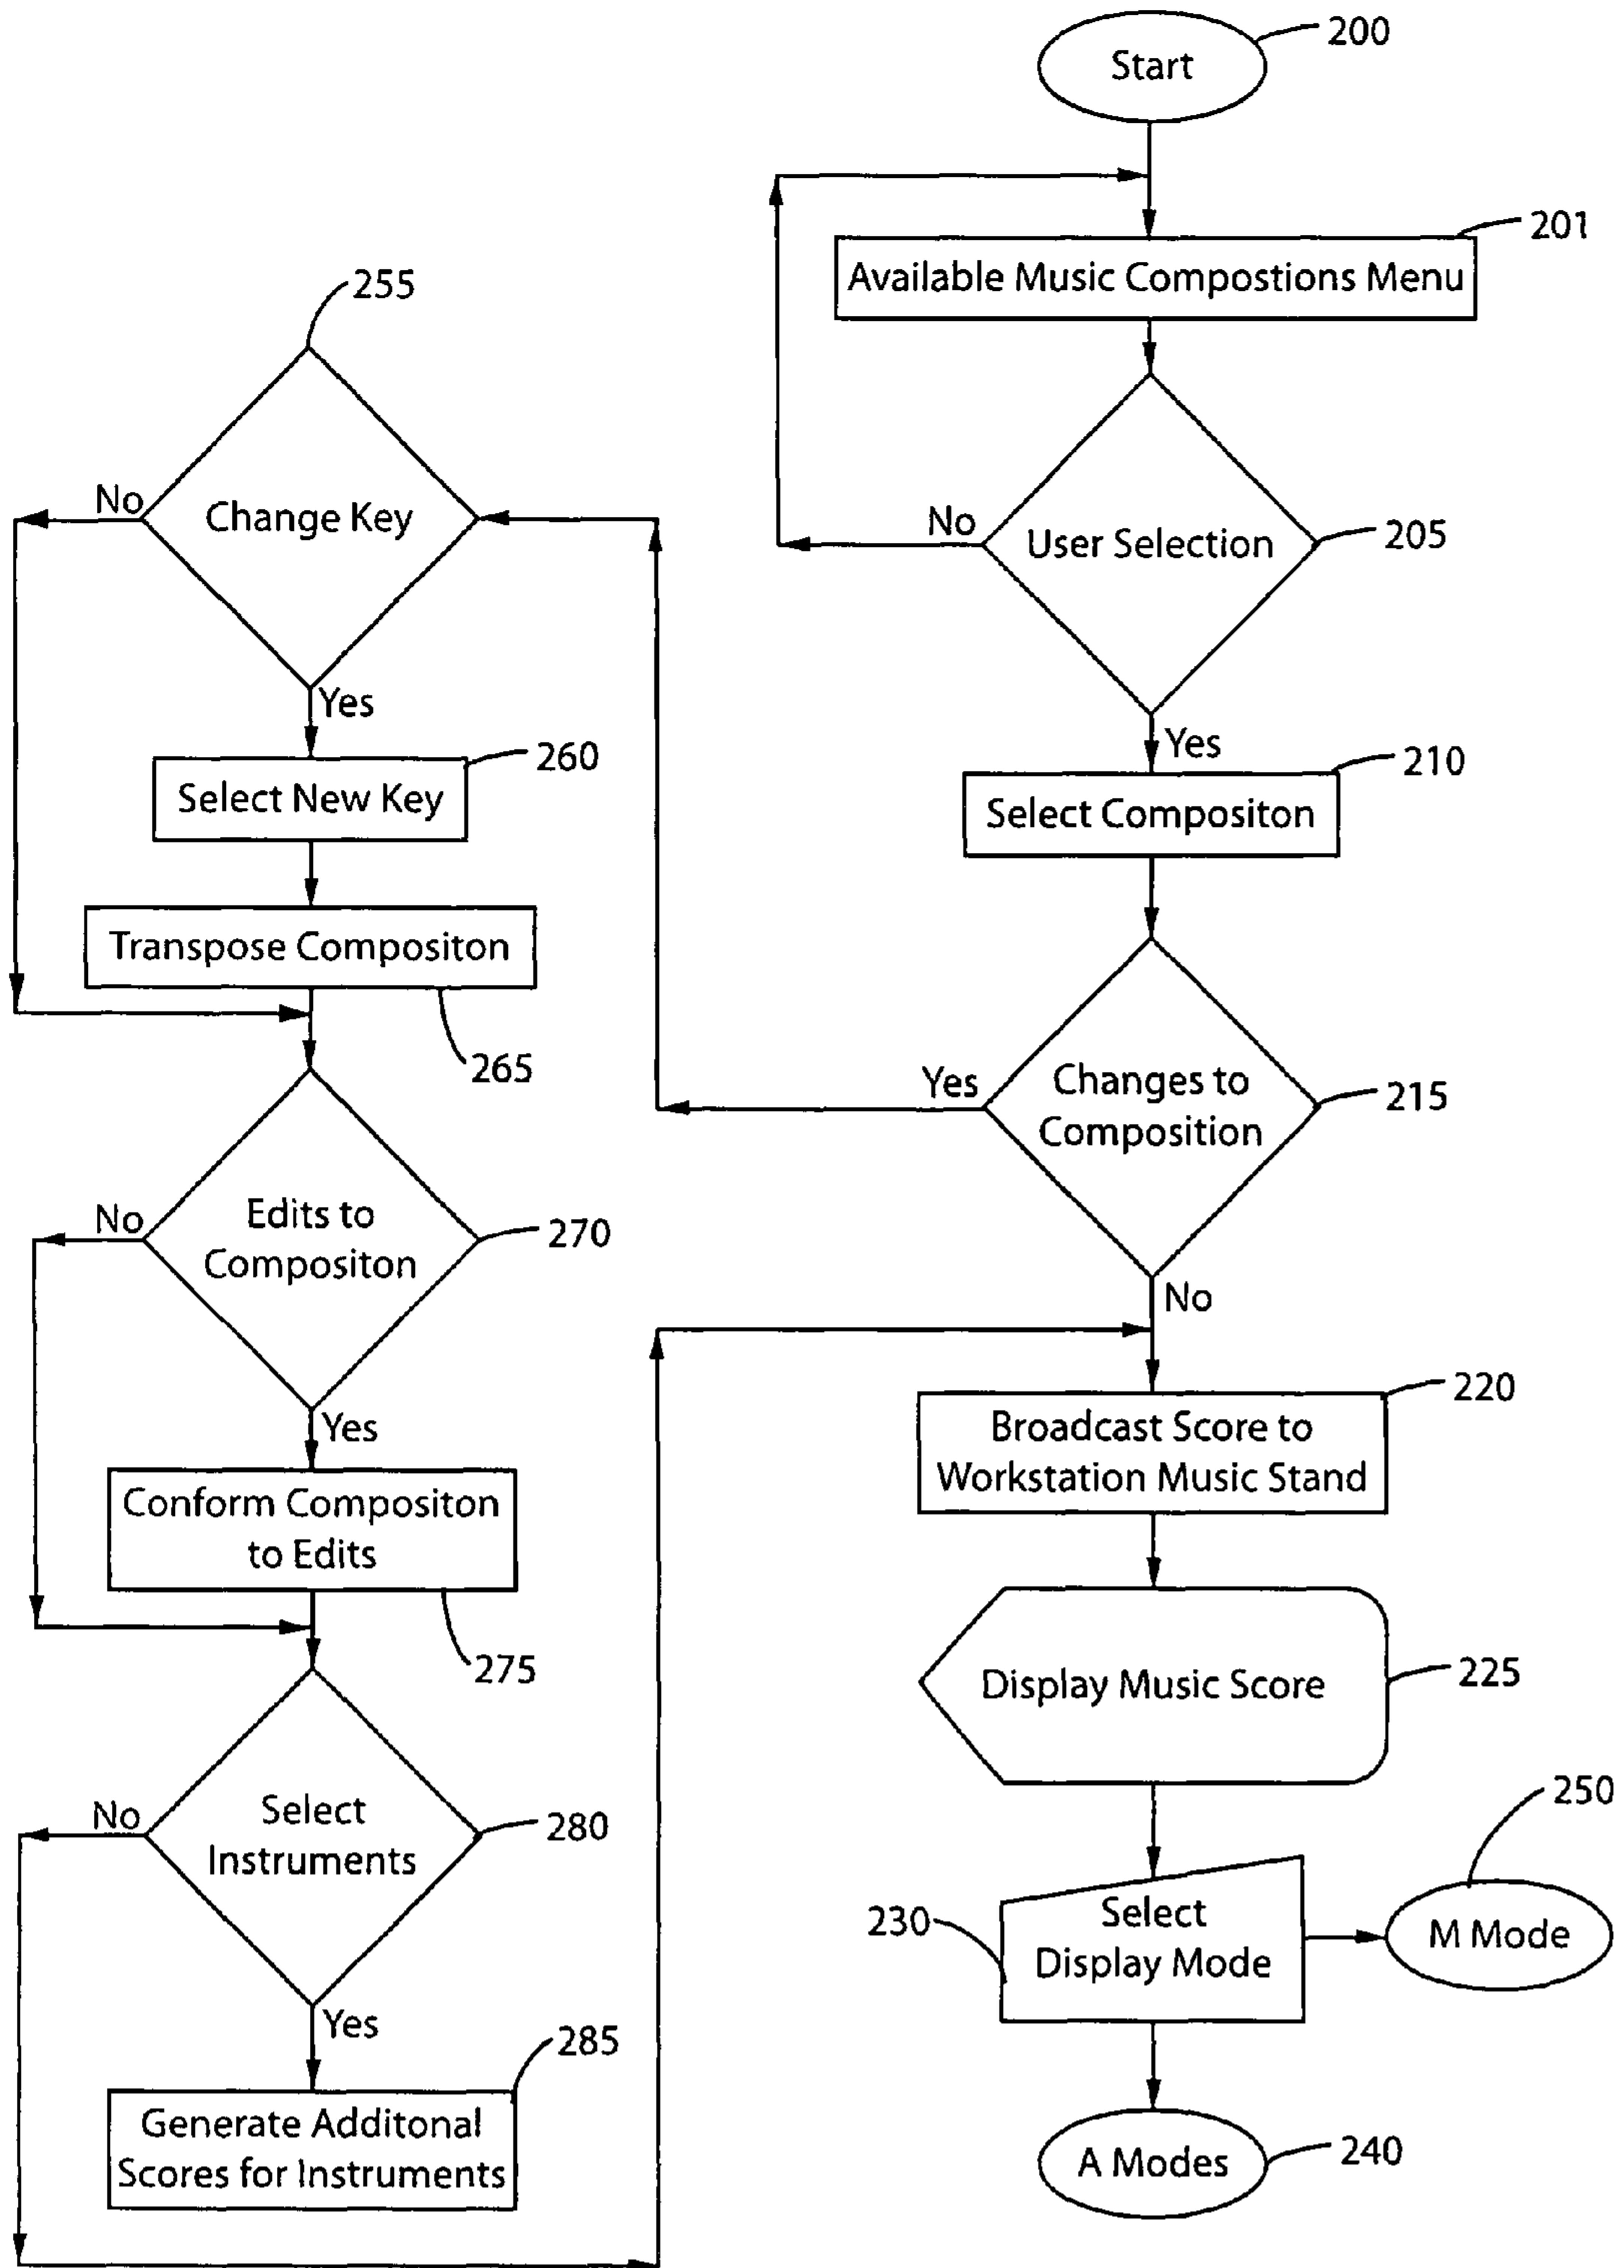 Start
200
Available Music Compostions Menu
201
User Selection
205
No
Yes
Select Compositon
210
Changes to
Composition
215
Yes
No
Broadcast Score to
Workstation Music Stand
220
Display Music Score
225
Select
Display Mode
230
M Mode
250
A Modes
240
255
Change Key
No
Yes
Select New Key
260
Transpose Compositon
265
Edits to
Compositon
270
No
Yes
Conform Compositon
to Edits
275
Select
Instruments
280
No
Yes
Generate Additonal
Scores for Instruments
285